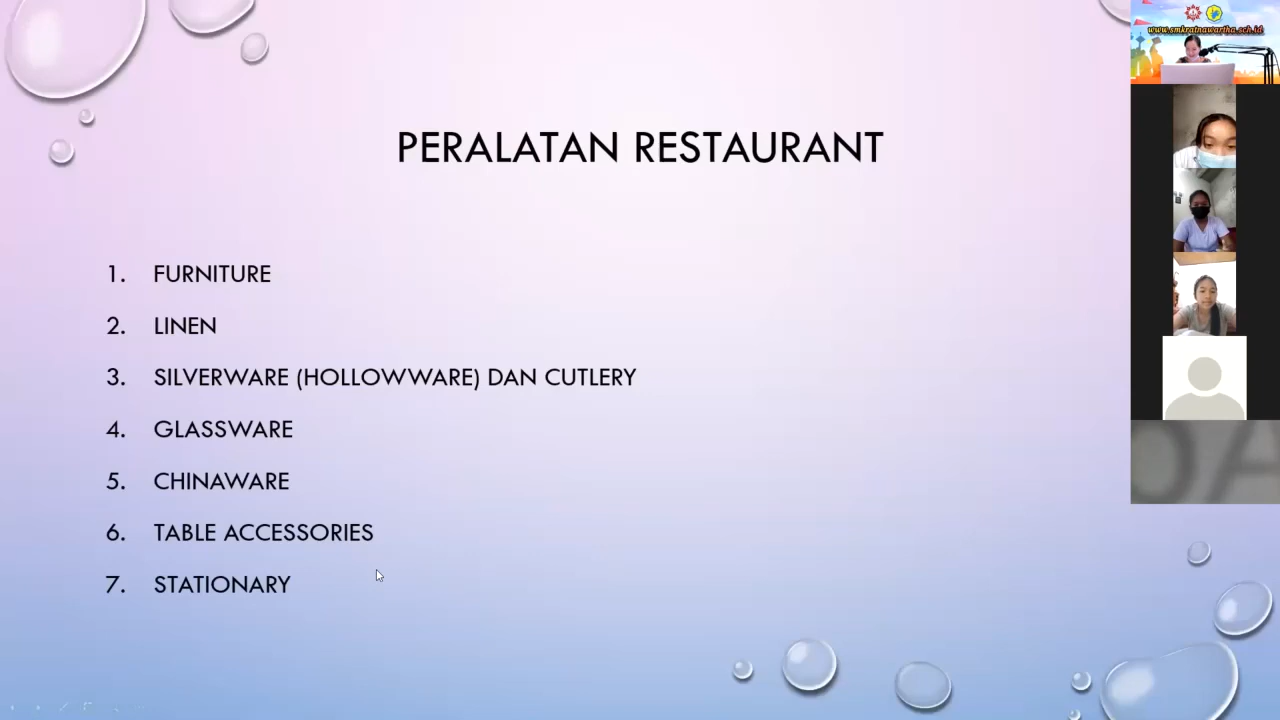 PERALATAN RESTAURANT
1. FURNITURE
2. LINEN
3. SILVERWARE (HOLLOWWARE) DAN CUTLERY
4. GLASSWARE
5. CHINAWARE
6. TABLE ACCESSORIES
7. STATIONARY
www.smkratnawartha.sch.id
DA